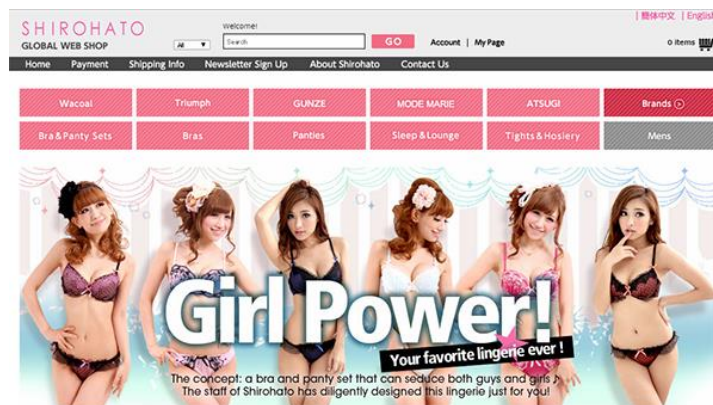 | 簡体中文 | English
SHIROHATO
GLOBAL WEB SHOP
Welcome!
All
Search
GO
Account | My Page
0 items
Home Payment Shipping Info Newsletter Sign Up About Shirohato Contact Us
Wacoal Triumph GUNZE MODE MARIE ATSUGI Brands
Bra & Panty Sets Bras Panties Sleep & Lounge Tights & Hosiery Mens
Girl Power!
Your favorite lingerie ever !
The concept: a bra and panty set that can seduce both guys and girls ♪
The staff of Shirohato has diligently designed this lingerie just for you!